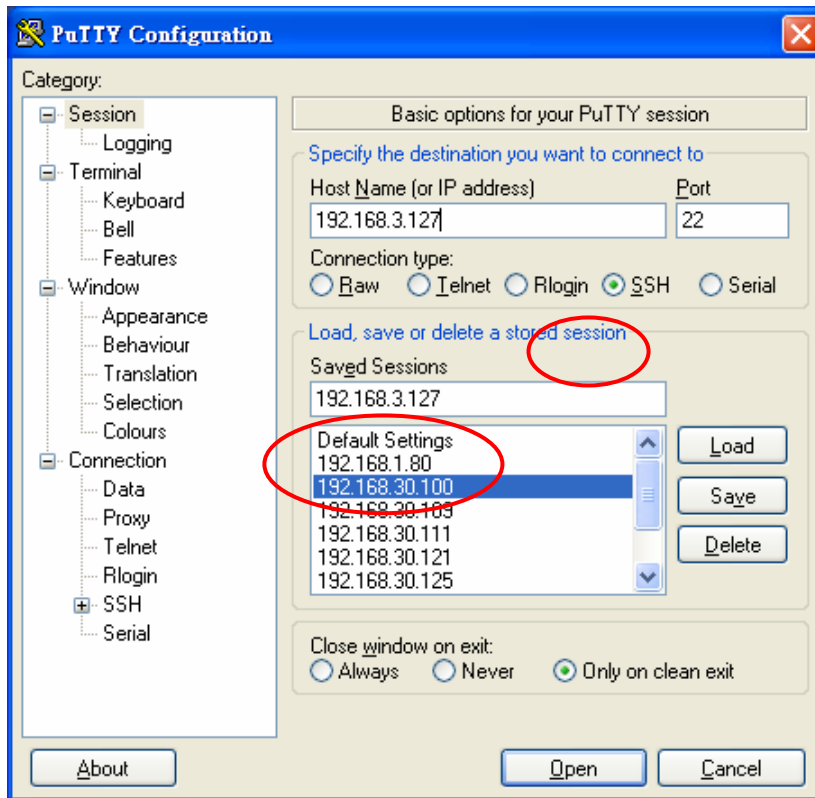 PuTTY Configuration
Category:
Session
Logging
Terminal
Keyboard
Bell
Features
Window
Appearance
Behaviour
Translation
Selection
Colours
Connection
Data
Proxy
Telnet
Rlogin
SSH
Serial
Basic options for your PuTTY session
Specify the destination you want to connect to
Host Name (or IP address) Port
192.168.3.127 22
Connection type:
Raw Telnet Rlogin SSH Serial
Load, save or delete a stored session
Saved Sessions
192.168.3.127
Default Settings
192.168.1.80
192.168.30.100
192.168.30.109
192.168.30.111
192.168.30.121
192.168.30.125
Load
Save
Delete
Close window on exit:
Always Never Only on clean exit
About Open Cancel